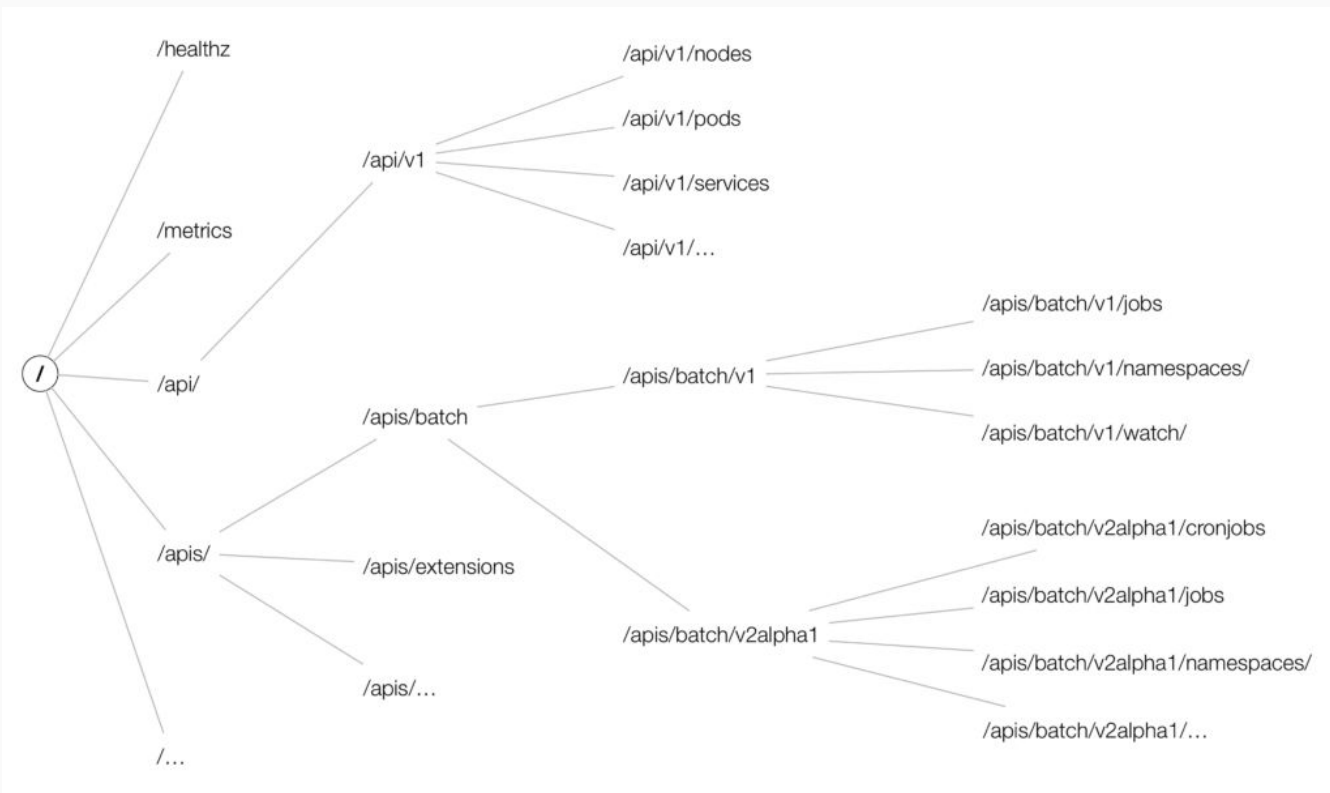 /
/healthz
/metrics
/api/
/apis/
/…
/api/v1
/apis/batch
/apis/extensions
/apis/…
/api/v1/nodes
/api/v1/pods
/api/v1/services
/api/v1/…
/apis/batch/v1
/apis/batch/v2alpha1
/apis/batch/v1/jobs
/apis/batch/v1/namespaces/
/apis/batch/v1/watch/
/apis/batch/v2alpha1/cronjobs
/apis/batch/v2alpha1/jobs
/apis/batch/v2alpha1/namespaces/
/apis/batch/v2alpha1/…